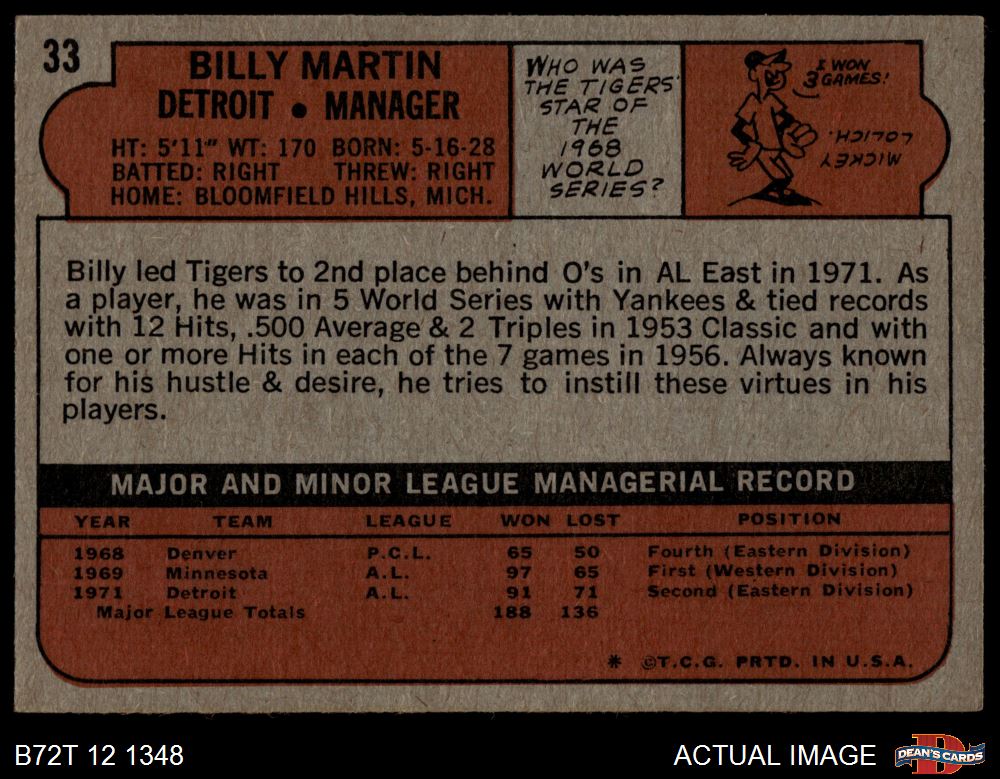 33
BILLY MARTIN
DETROIT • MANAGER
HT: 5'11" WT: 170 BORN: 5-16-28
BATTED: RIGHT THREW: RIGHT
HOME: BLOOMFIELD HILLS, MICH.
WHO WAS
THE TIGERS'
STAR OF
THE
1968
WORLD
SERIES?
I WON
3 GAMES!
MICKEY
LOLICH.
Billy led Tigers to 2nd place behind O's in AL East in 1971. As
a player, he was in 5 World Series with Yankees & tied records
with 12 Hits, .500 Average & 2 Triples in 1953 Classic and with
one or more Hits in each of the 7 games in 1956. Always known
for his hustle & desire, he tries to instill these virtues in his
players.
MAJOR AND MINOR LEAGUE MANAGERIAL RECORD
YEAR TEAM LEAGUE WON LOST POSITION
1968 Denver P.C.L. 65 50 Fourth (Eastern Division)
1969 Minnesota A.L. 97 65 First (Western Division)
1971 Detroit A.L. 91 71 Second (Eastern Division)
Major League Totals 188 136
* ©T.C.G. PRTD. IN U.S.A.
B72T 12 1348
ACTUAL IMAGE
DEAN'S CARDS